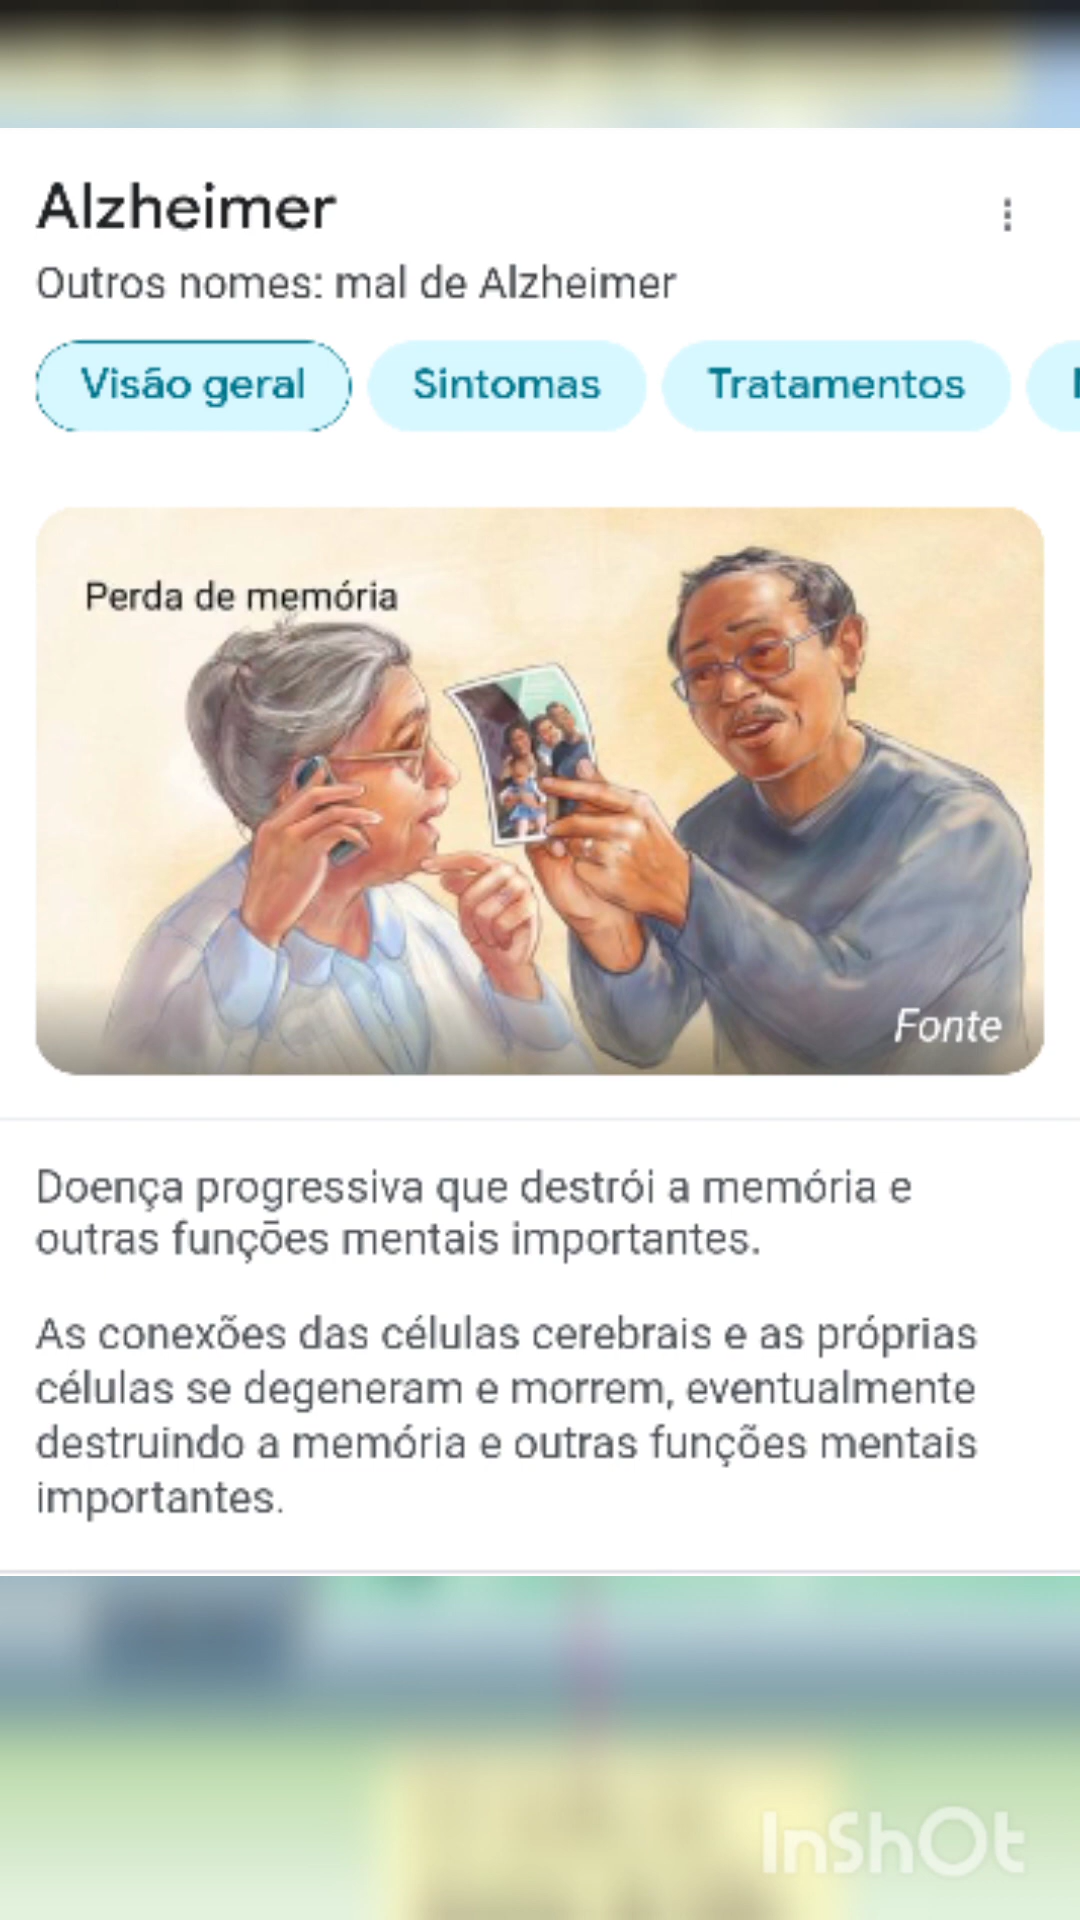 Alzheimer
Outros nomes: mal de Alzheimer
Visão geral
Sintomas
Tratamentos
Perda de memória
Fonte
Doença progressiva que destrói a memória e
outras funções mentais importantes.
As conexões das células cerebrais e as próprias
células se degeneram e morrem, eventualmente
destruindo a memória e outras funções mentais
importantes.
InShOt